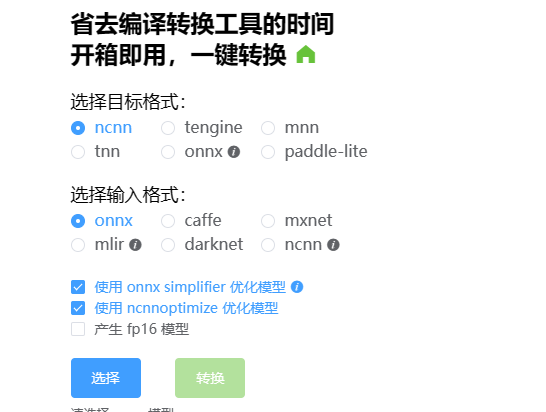 省去编译转换工具的时间
开箱即用，一键转换
选择目标格式：
ncnn tengine mnn
tnn onnx paddle-lite
选择输入格式：
onnx caffe mxnet
mlir darknet ncnn
使用 onnx simplifier 优化模型
使用 ncnnoptimize 优化模型
产生 fp16 模型
选择 转换